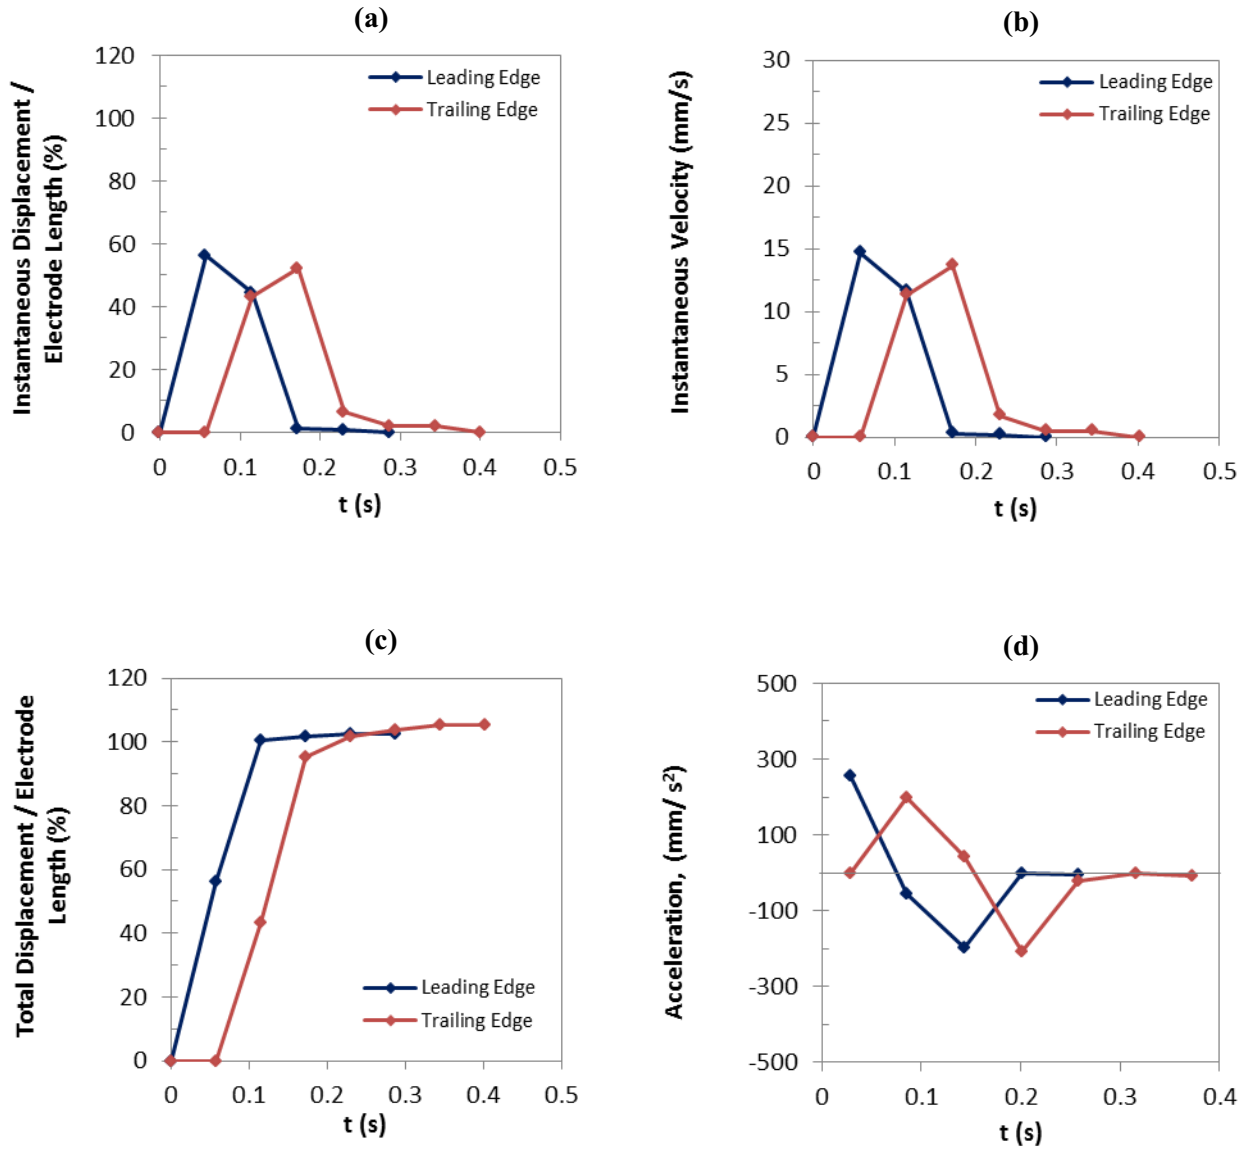 (a)
Instantaneous Displacement /
Electrode Length (%)
120
100
80
60
40
20
0
0 0.1 0.2 0.3 0.4 0.5
t (s)
Leading Edge
Trailing Edge
(b)
Instantaneous Velocity (mm/s)
30
25
20
15
10
5
0
0 0.1 0.2 0.3 0.4 0.5
t (s)
Leading Edge
Trailing Edge
(c)
Total Displacement / Electrode
Length (%)
120
100
80
60
40
20
0
0 0.1 0.2 0.3 0.4 0.5
t (s)
Leading Edge
Trailing Edge
(d)
Acceleration, (mm/ s²)
500
300
100
-100
-300
-500
0 0.1 0.2 0.3 0.4
t (s)
Leading Edge
Trailing Edge